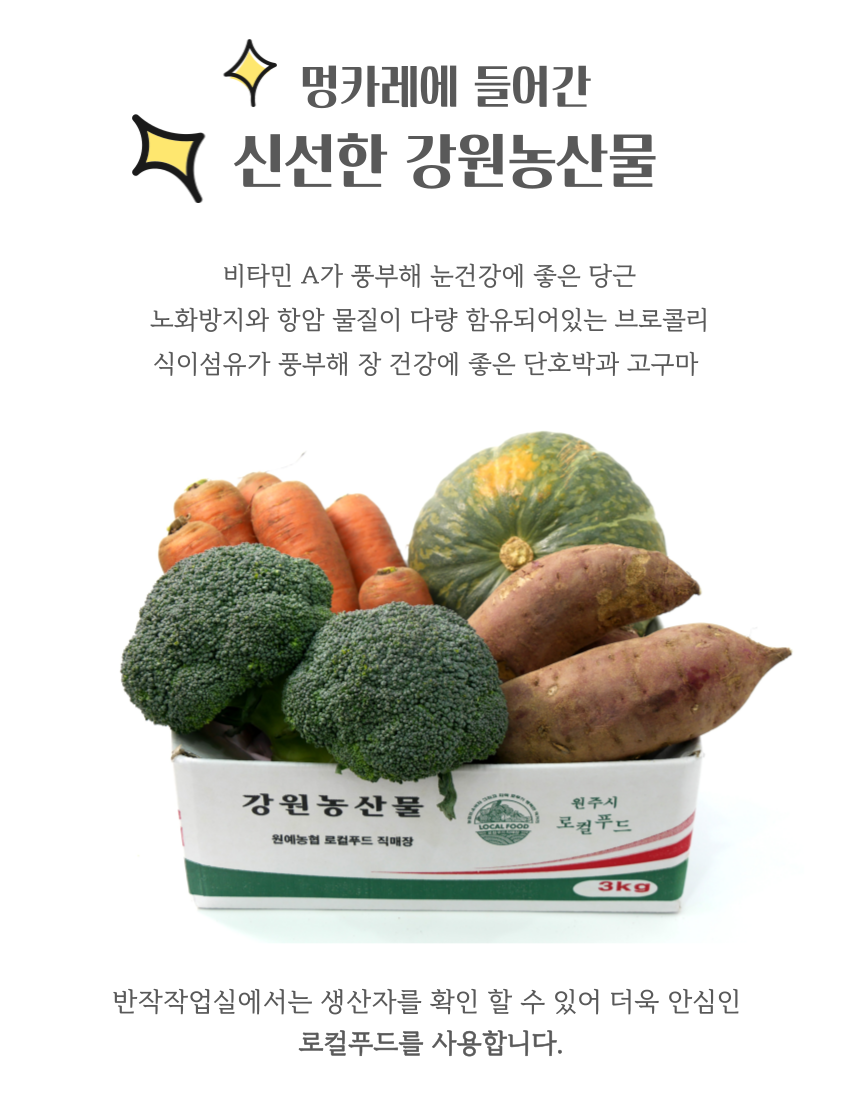 멍카레에 들어간
신선한 강원농산물
비타민 A가 풍부해 눈건강에 좋은 당근
노화방지와 항암 물질이 다량 함유되어있는 브로콜리
식이섬유가 풍부해 장 건강에 좋은 단호박과 고구마
강원농산물
원예농협 로컬푸드 직매장
LOCAL FOOD
원주시
로컬푸드
3kg
반작작업실에서는 생산자를 확인 할 수 있어 더욱 안심인
로컬푸드를 사용합니다.